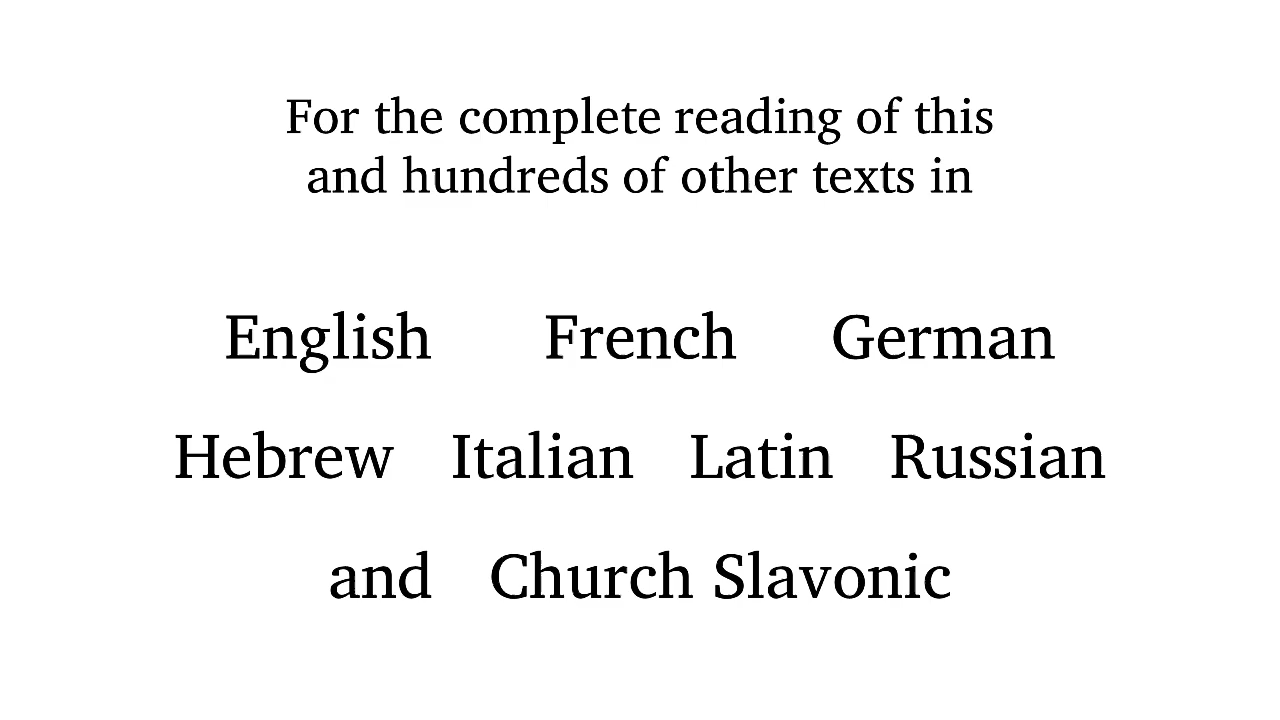 For the complete reading of this
and hundreds of other texts in
English French German
Hebrew Italian Latin Russian
and Church Slavonic